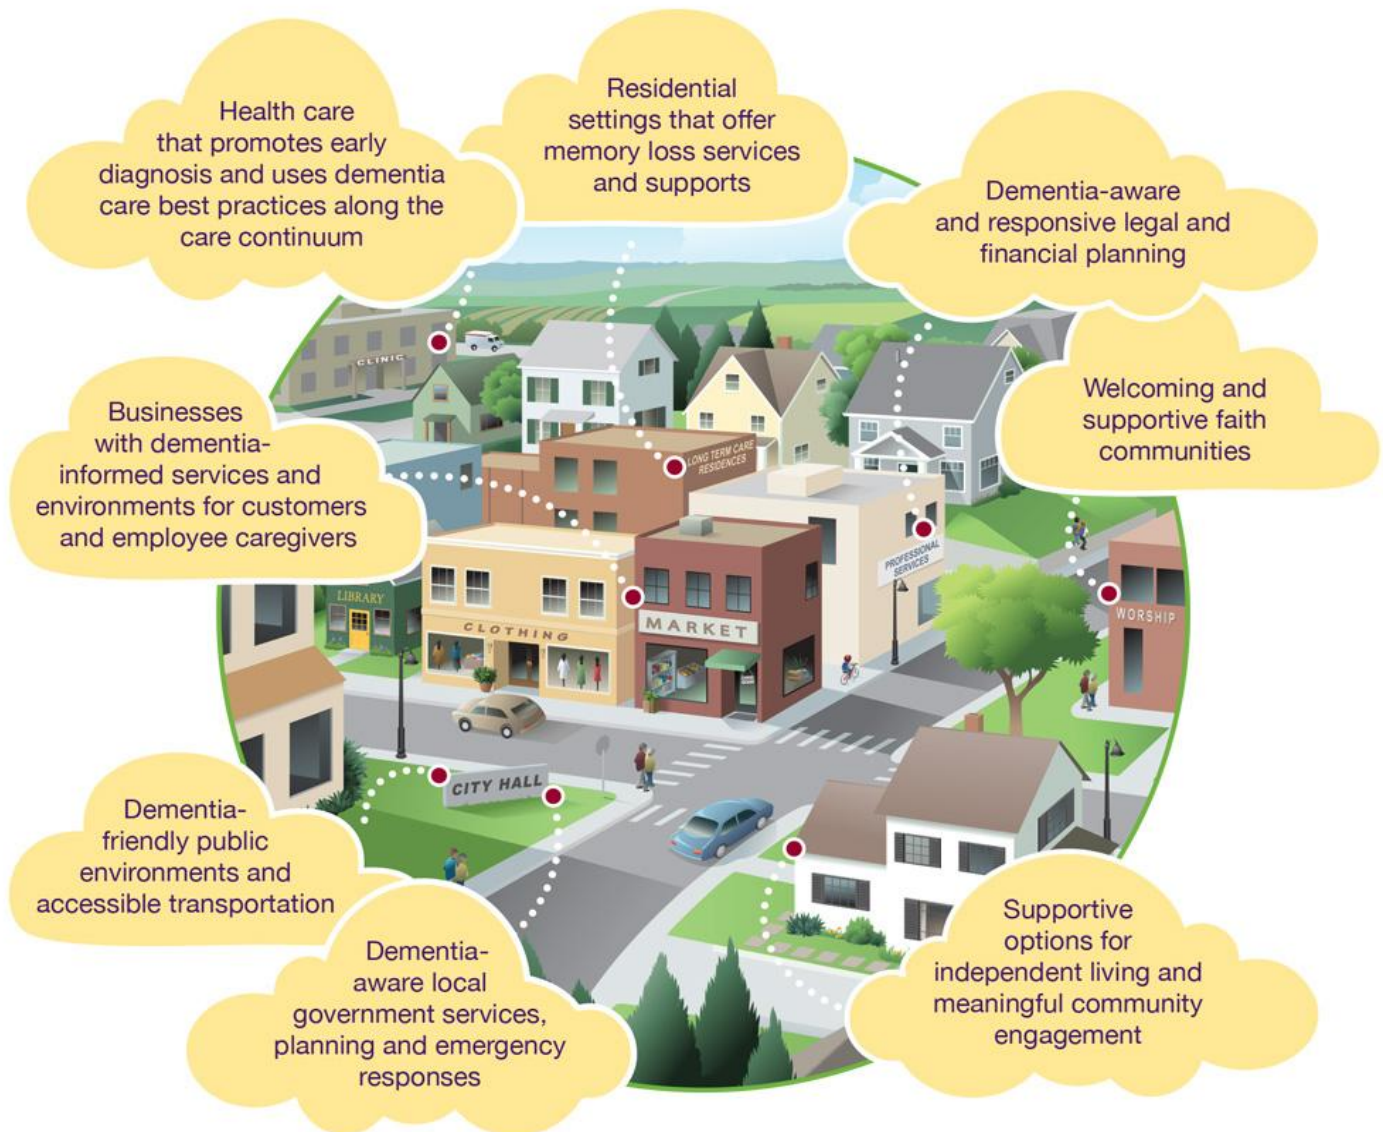 Health care
that promotes early
diagnosis and uses dementia
care best practices along the
care continuum
Residential
settings that offer
memory loss services
and supports
Dementia-aware
and responsive legal and
financial planning
Welcoming and
supportive faith
communities
Businesses
with dementia-
informed services and
environments for customers
and employee caregivers
CLINIC
LONG TERM CARE
RESIDENCES
PROFESSIONAL
SERVICES
LIBRARY
CLOTHING
MARKET
WORSHIP
CITY HALL
Dementia-
friendly public
environments and
accessible transportation
Dementia-
aware local
government services,
planning and emergency
responses
Supportive
options for
independent living and
meaningful community
engagement